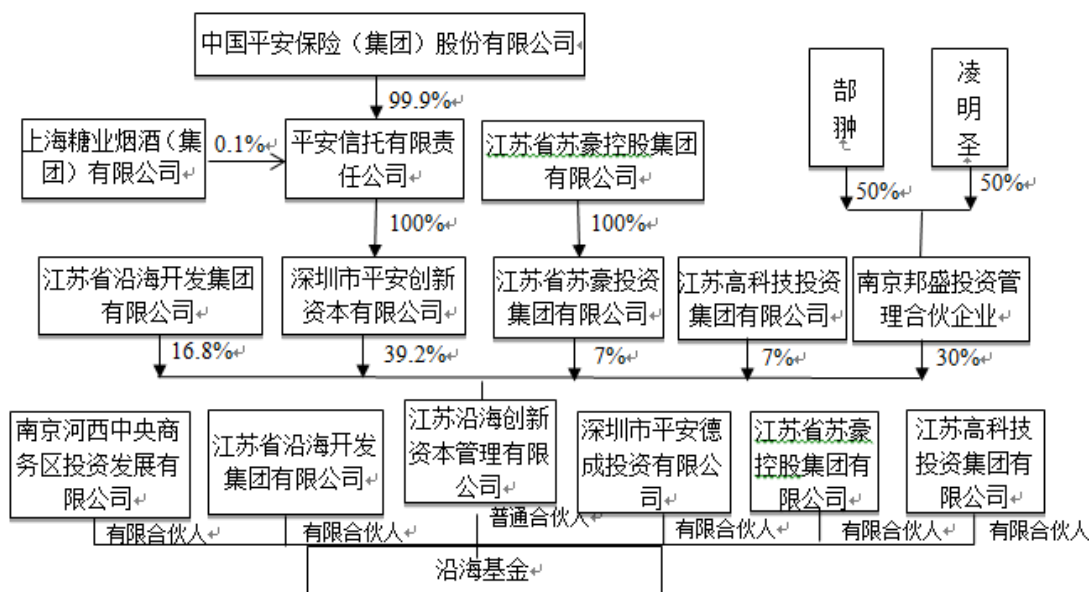 中国平安保险（集团）股份有限公司
郜
翀
凌
明
圣
99.9%
上海糖业烟酒（集
团）有限公司
0.1%
平安信托有限责
任公司
江苏省苏豪控股集团
有限公司
50%
50%
100%
100%
江苏省沿海开发集团
有限公司
深圳市平安创新
资本有限公司
江苏省苏豪投资
集团有限公司
江苏高科技投资
集团有限公司
南京邦盛投资管
理合伙企业
16.8%
39.2%
7%
7%
30%
南京河西中央商
务区投资发展有
限公司
江苏省沿海开发
集团有限公司
江苏沿海创新
资本管理有限
公司
深圳市平安德
成投资有限公
司
江苏省苏豪
控股集团有
限公司
江苏高科技
投资集团有
限公司
有限合伙人
有限合伙人
普通合伙人
有限合伙人
有限合伙人
有限合伙人
沿海基金